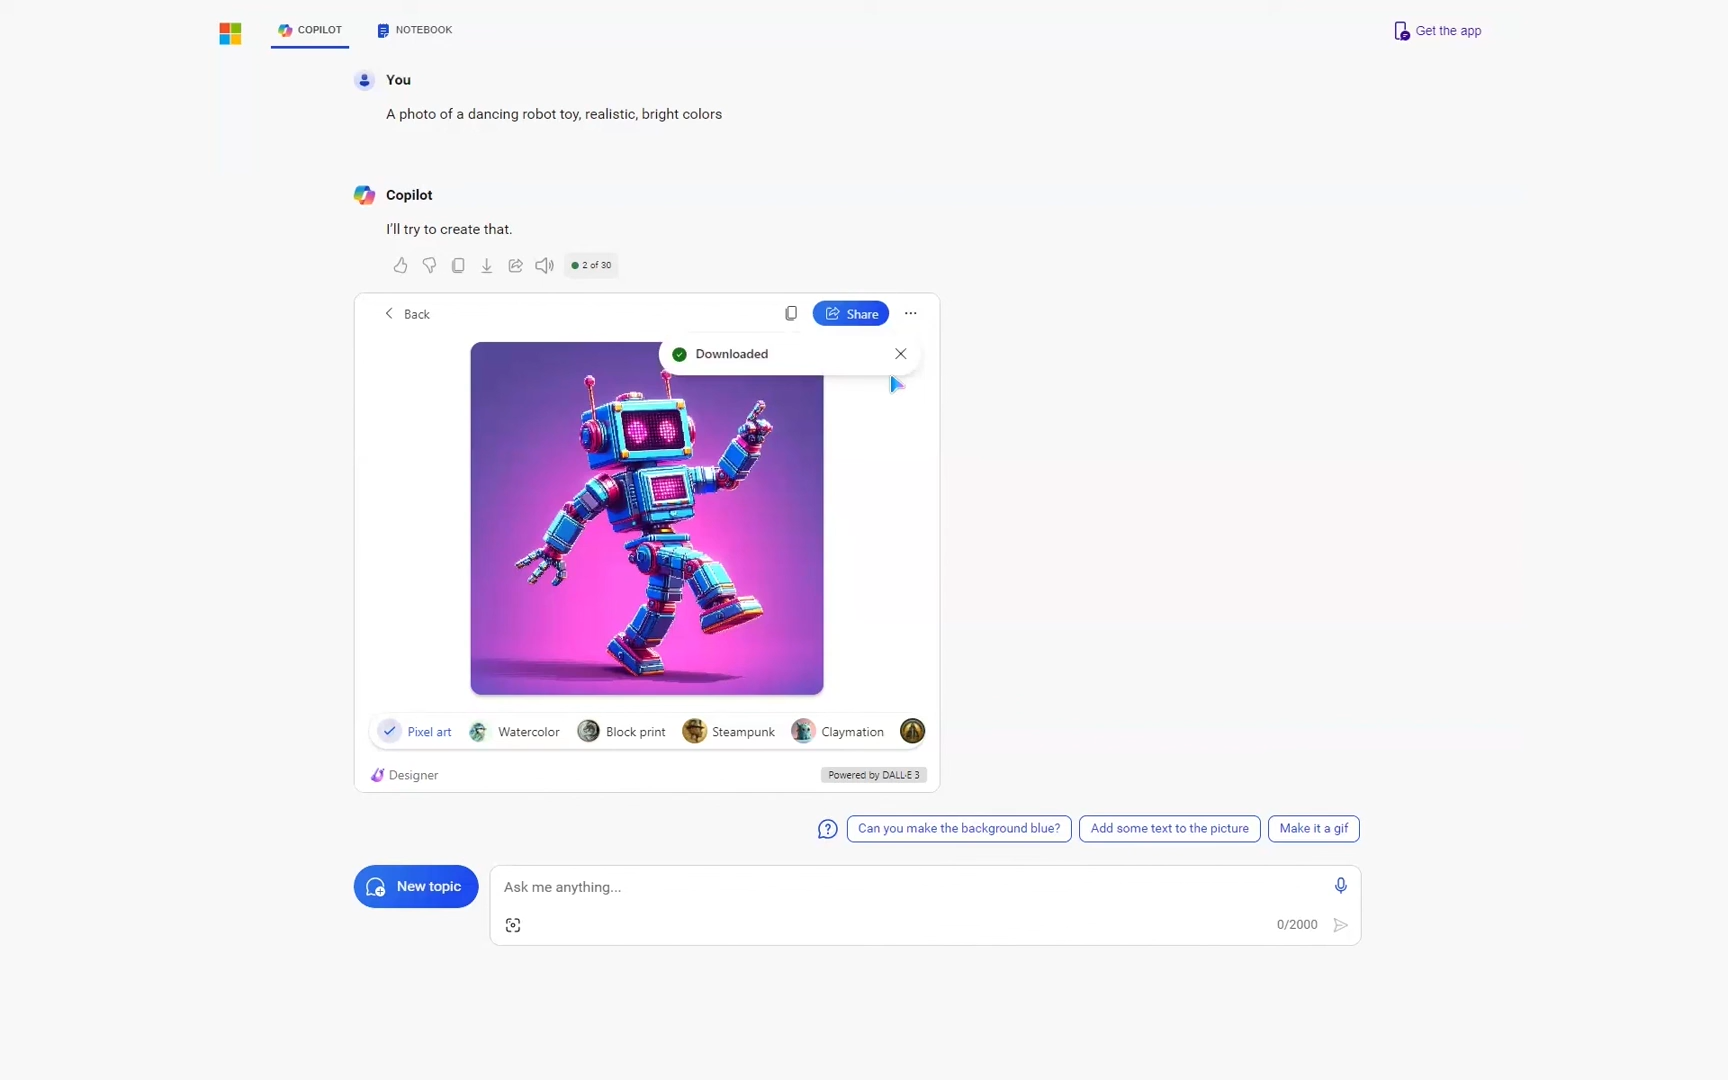 COPILOT
NOTEBOOK
Get the app
You
A photo of a dancing robot toy, realistic, bright colors
Copilot
I'll try to create that.
2 of 30
Back
Share
Downloaded
Pixel art
Watercolor
Block print
Steampunk
Claymation
Designer
Powered by DALL·E 3
Can you make the background blue?
Add some text to the picture
Make it a gif
New topic
Ask me anything...
0/2000